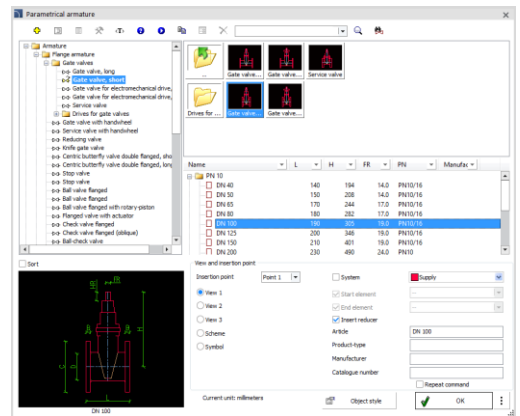 Parametrical armature
Armature
Flange armature
Gate valves
Gate valve, long
Gate valve, short
Gate valve for electromechanical drive,
Gate valve for electromechanical drive,
Service valve
Drives for gate valves
Gate valve with handwheel
Service valve with handwheel
Reducing valve
Knife gate valve
Centric butterfly valve double flanged, sho
Centric butterfly valve double flanged, long
Stop valve
Stop valve
Ball valve flanged
Ball valve flanged
Ball valve flanged with rotary-piston
Flanged valve with actuator
Check valve flanged
Check valve flanged (oblique)
Ball-check valve
...
Gate valve...
Gate valve...
Service valve
Drives for ...
Gate valve...
Gate valve...
Name L H FR PN Manufac
PN 10
DN 40 140 194 14.0 PN10/16
DN 50 150 208 14.0 PN10/16
DN 65 170 244 17.0 PN10/16
DN 80 180 282 17.0 PN10/16
DN 100 190 305 19.0 PN10/16
DN 125 200 346 19.0 PN10/16
DN 150 210 401 19.0 PN10/16
DN 200 230 490 24.0 PN10
Sort
View and insertion point
Insertion point Point 1 System Supply
View 1 Start element --
View 2 End element --
View 3 Insert reducer
Scheme Article DN 100
Symbol Product-type
Manufacturer
Catalogue number
Repeat command
Current unit: milimeters Object style OK
H
L
DN 100